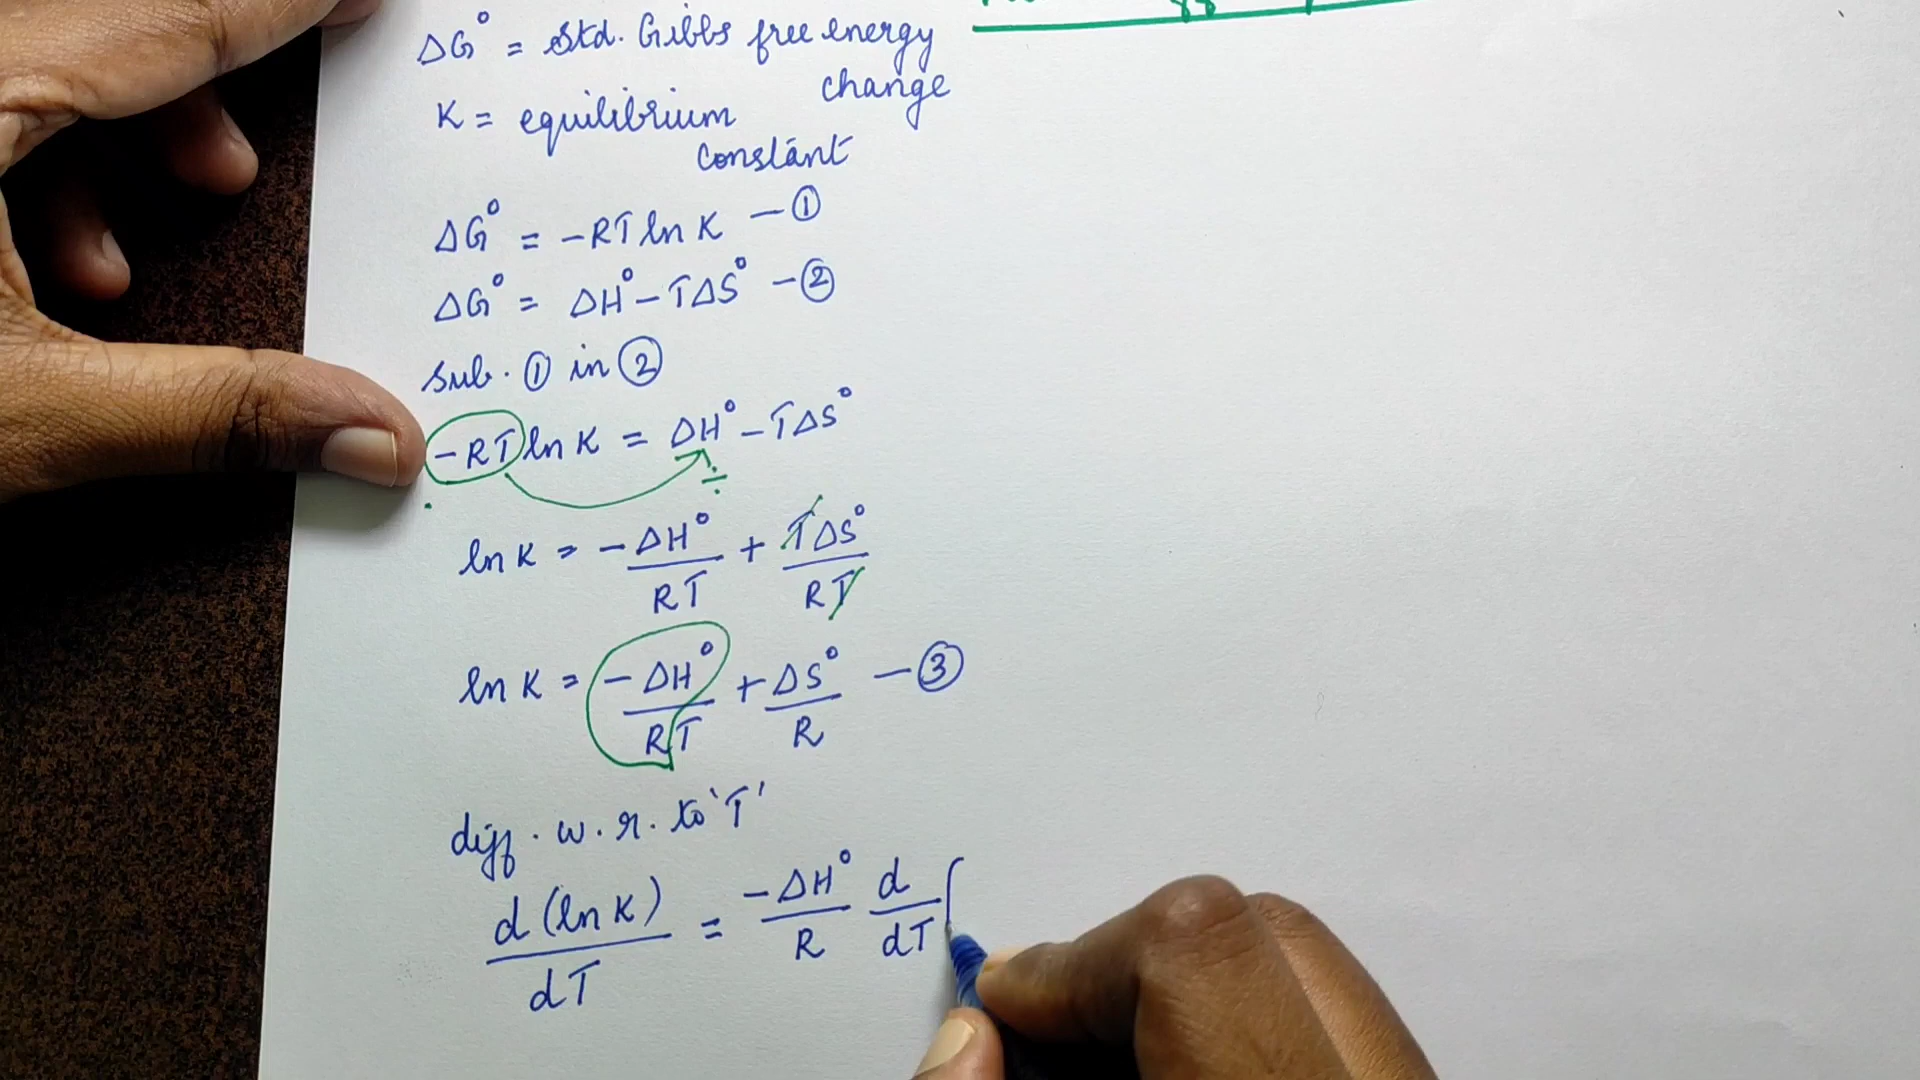 ΔG° = Std. Gibbs free energy
change
K = equilibrium
constant
ΔG° = -RT ln K - ①
ΔG° = ΔH° - TΔS° - ②
Sub. ① in ②
-RT ln K = ΔH° - TΔS°
÷
ln K = -ΔH°/RT + TΔS°/RT
ln K = -ΔH°/RT + ΔS°/R - ③
diff. w. r. to 'T'
d (ln K)/dT = -ΔH°/R d/dT (